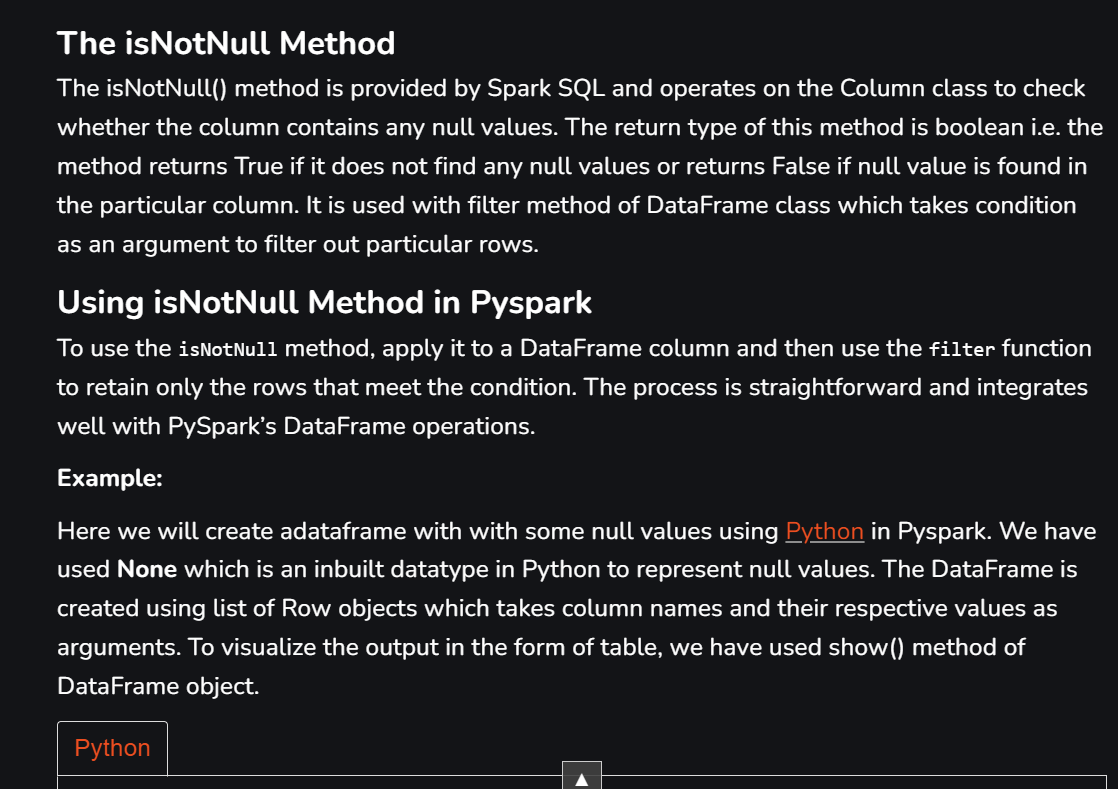 The isNotNull Method
The isNotNull() method is provided by Spark SQL and operates on the Column class to check
whether the column contains any null values. The return type of this method is boolean i.e. the
method returns True if it does not find any null values or returns False if null value is found in
the particular column. It is used with filter method of DataFrame class which takes condition
as an argument to filter out particular rows.
Using isNotNull Method in Pyspark
To use the isNotNull method, apply it to a DataFrame column and then use the filter function
to retain only the rows that meet the condition. The process is straightforward and integrates
well with PySpark’s DataFrame operations.
Example:
Here we will create adataframe with with some null values using Python in Pyspark. We have
used None which is an inbuilt datatype in Python to represent null values. The DataFrame is
created using list of Row objects which takes column names and their respective values as
arguments. To visualize the output in the form of table, we have used show() method of
DataFrame object.
Python